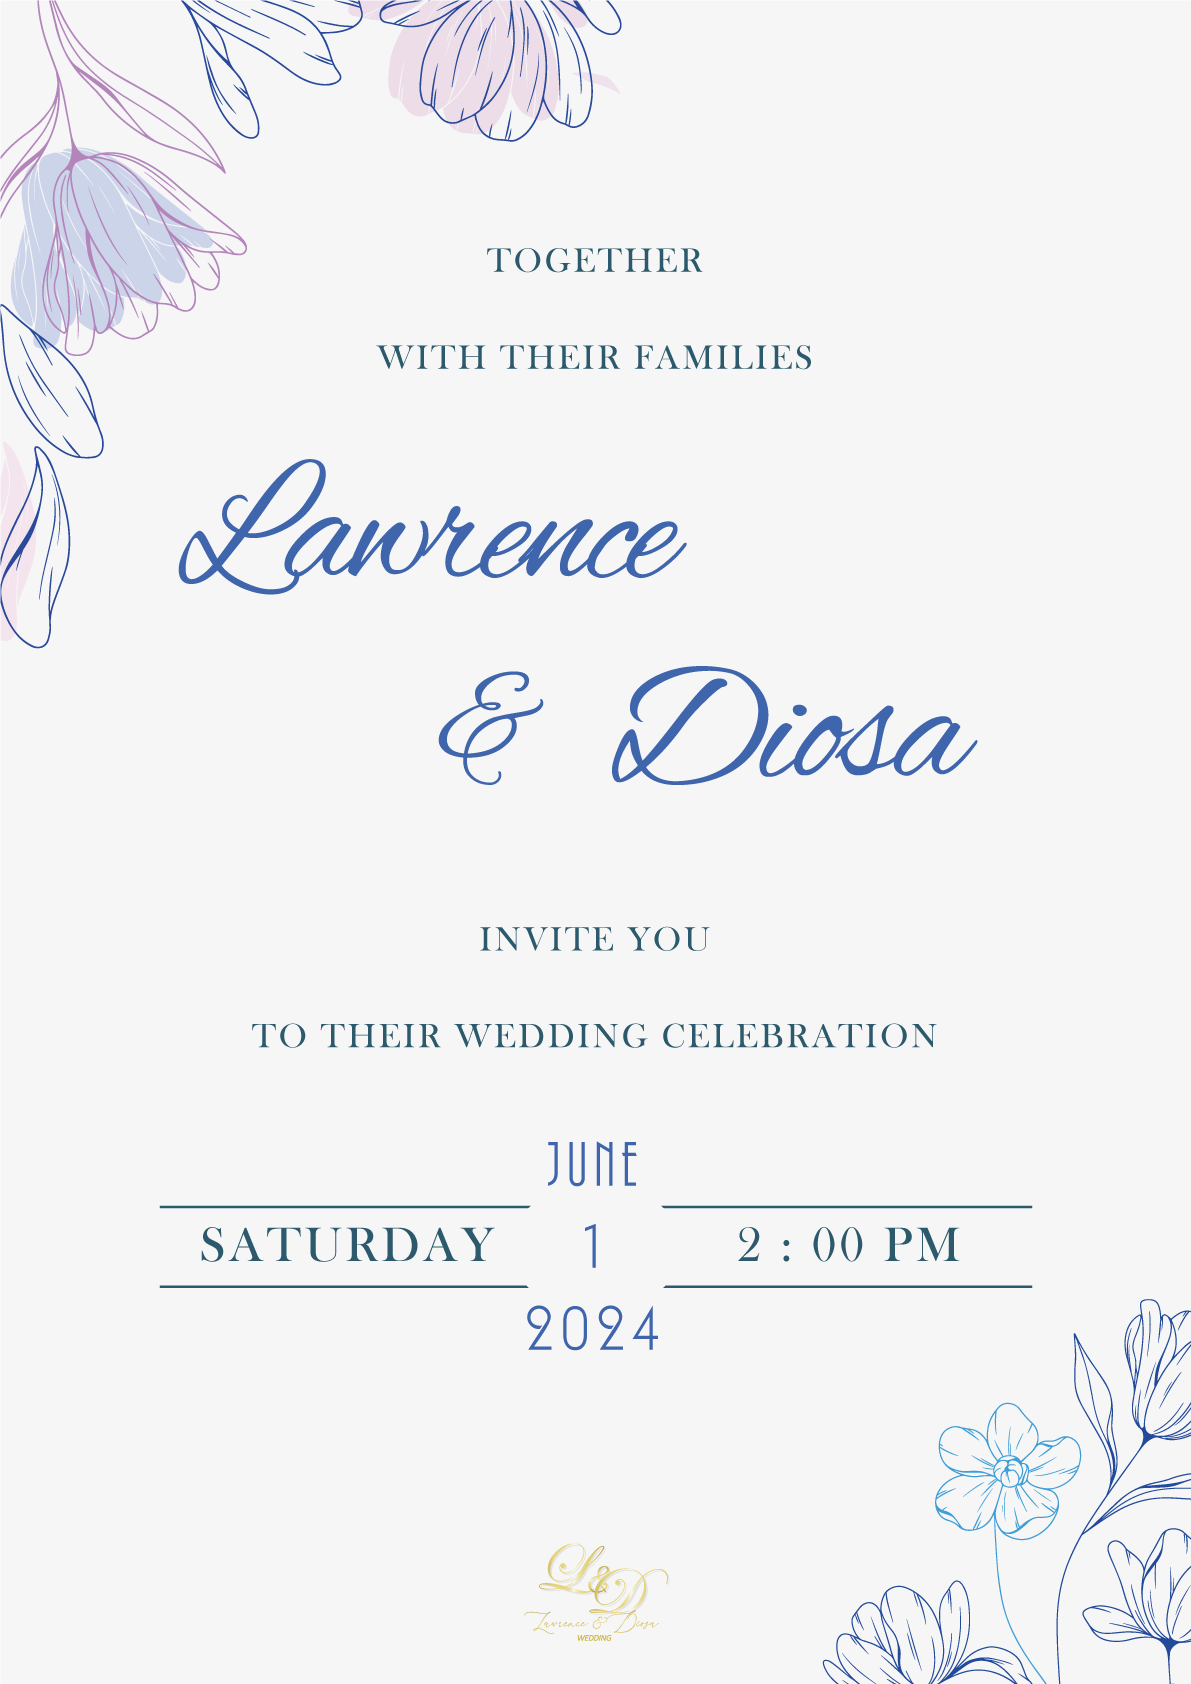 TOGETHER
WITH THEIR FAMILIES
Lawrence
& Diosa
INVITE YOU
TO THEIR WEDDING CELEBRATION
JUNE
SATURDAY 1 2 : 00 PM
2024
L&D
Lawrence & Diosa
WEDDING